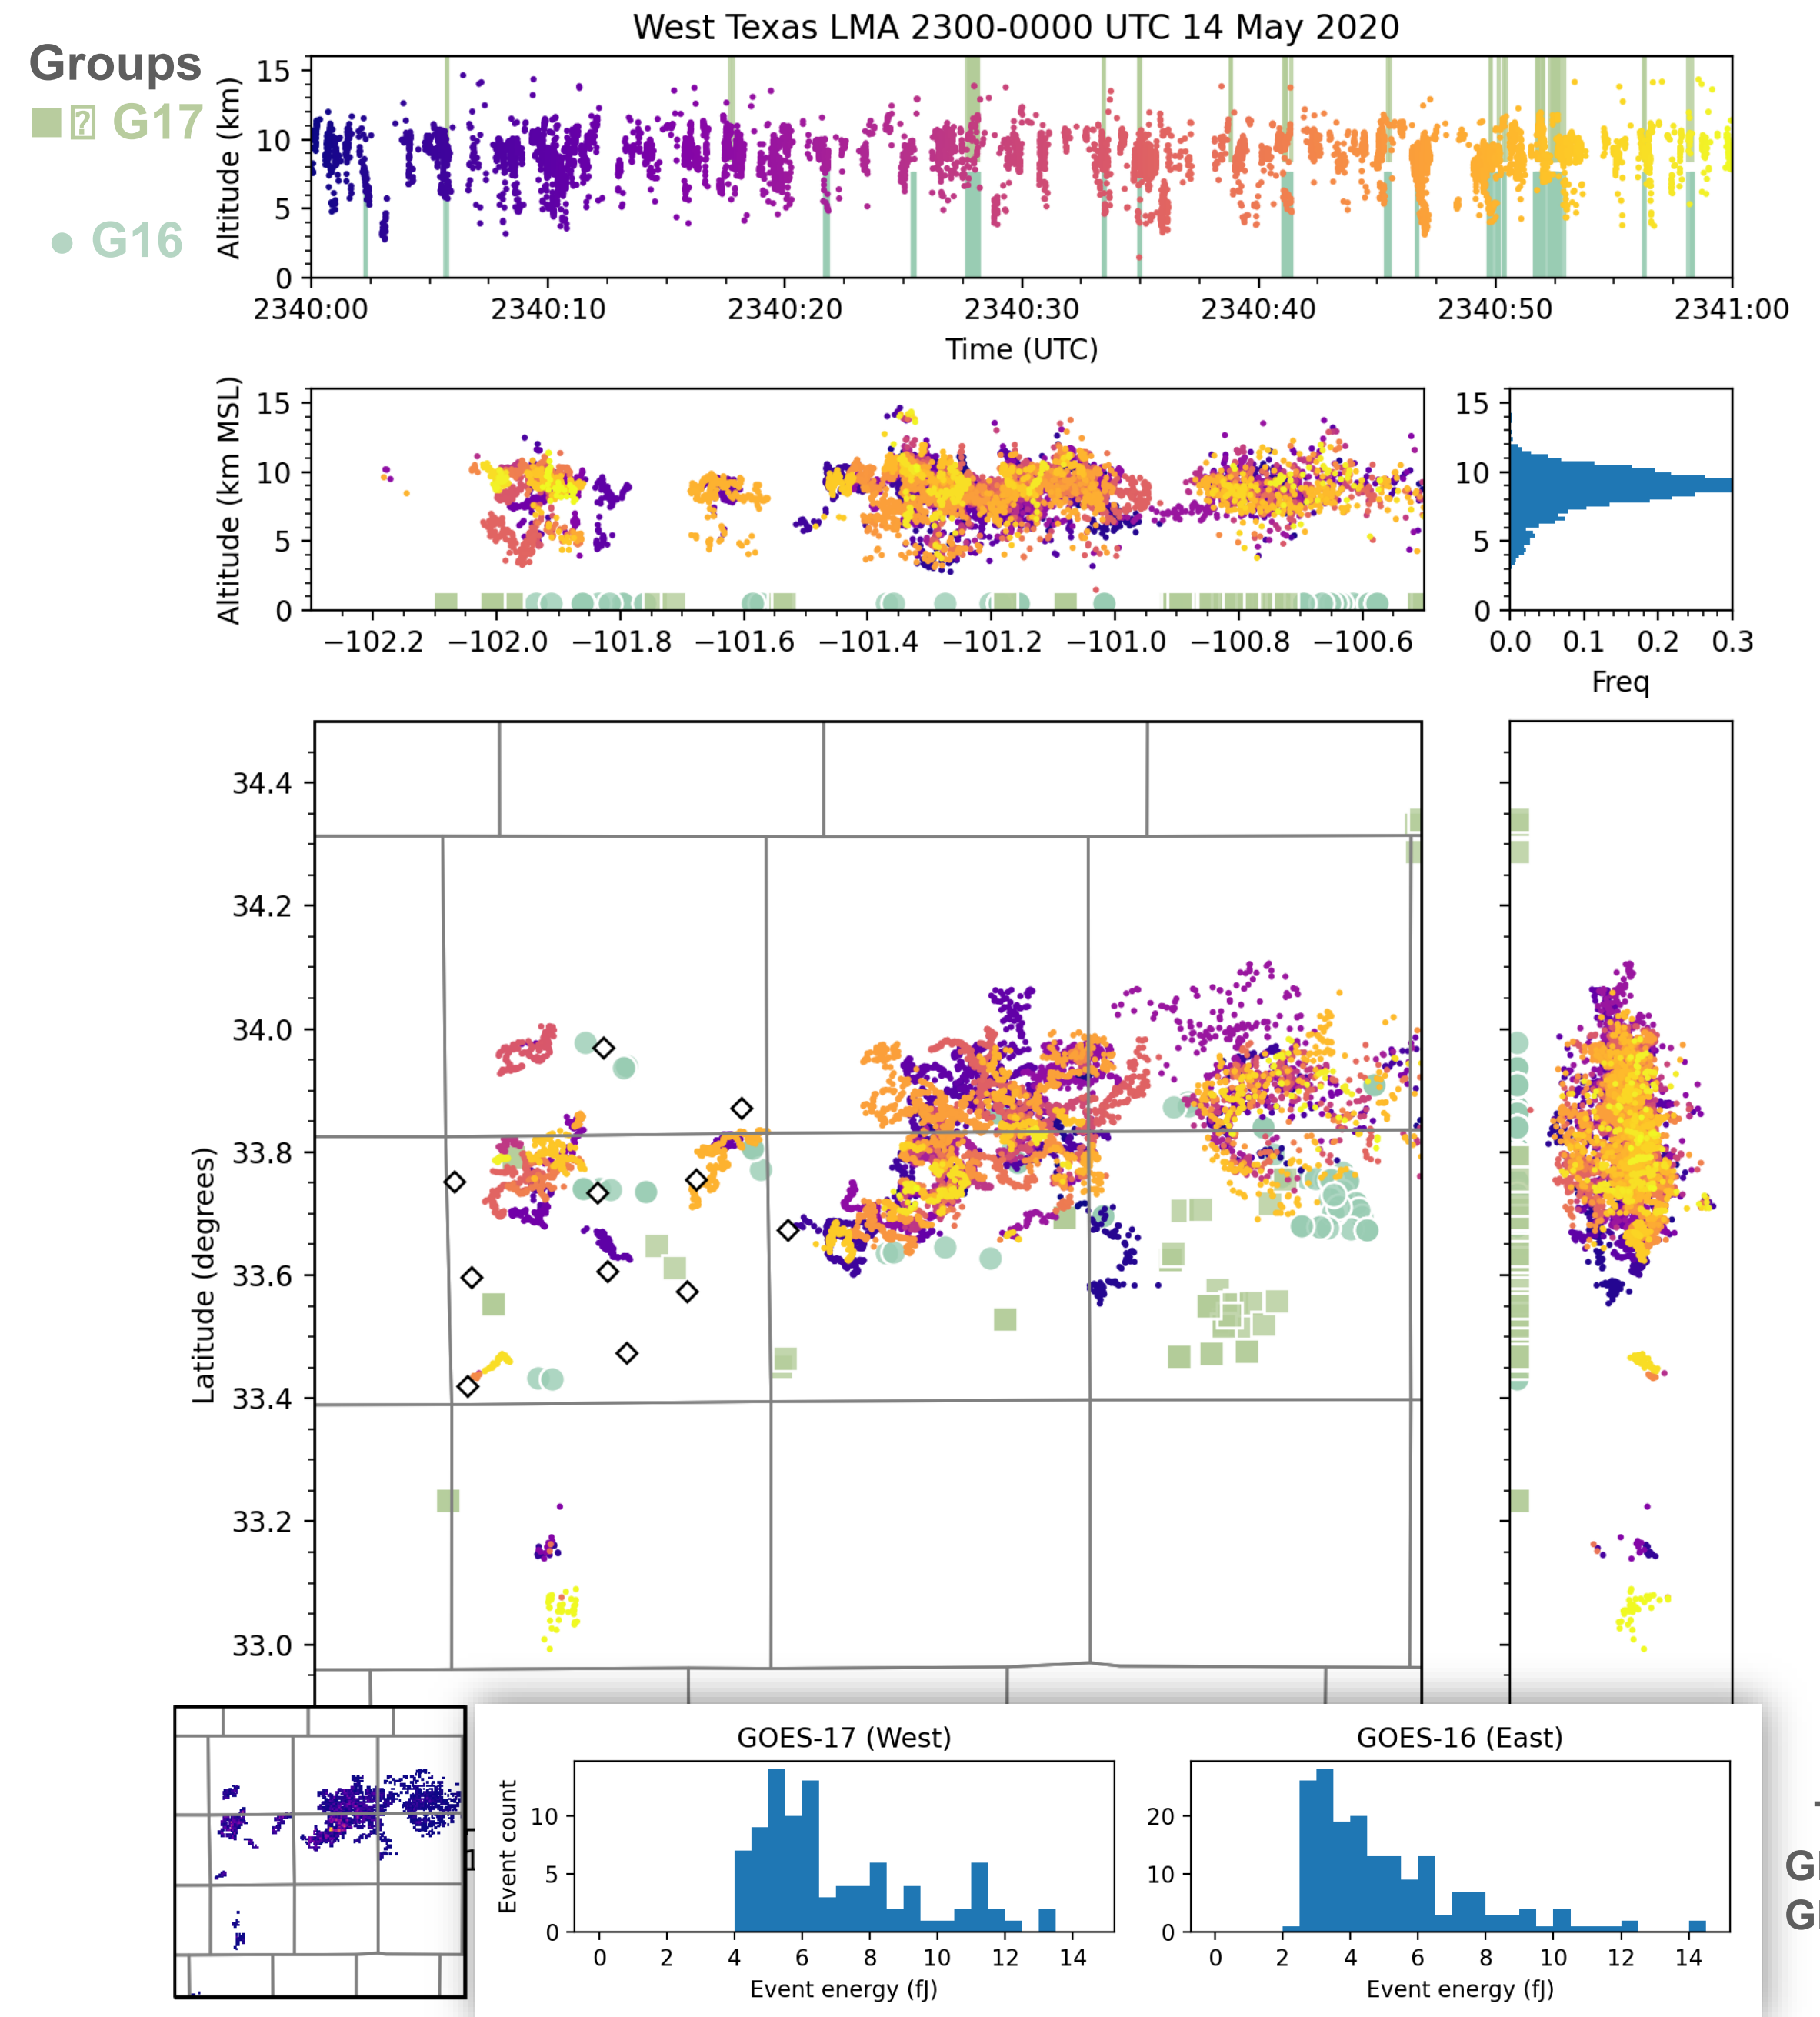 West Texas LMA 2300-0000 UTC 14 May 2020
Groups
G17
G16
Altitude (km)
15
10
5
0
2340:00 2340:10 2340:20 2340:30 2340:40 2340:50 2341:00
Time (UTC)
Altitude (km MSL)
15
10
5
0
−102.2 −102.0 −101.8 −101.6 −101.4 −101.2 −101.0 −100.8 −100.6
15
10
5
0
0.0 0.1 0.2 0.3
Freq
Latitude (degrees)
34.4
34.2
34.0
33.8
33.6
33.4
33.2
33.0
GOES-17 (West)
Event count
10
5
0
0 2 4 6 8 10 12 14
Event energy (fJ)
GOES-16 (East)
20
10
0
0 2 4 6 8 10 12 14
Event energy (fJ)